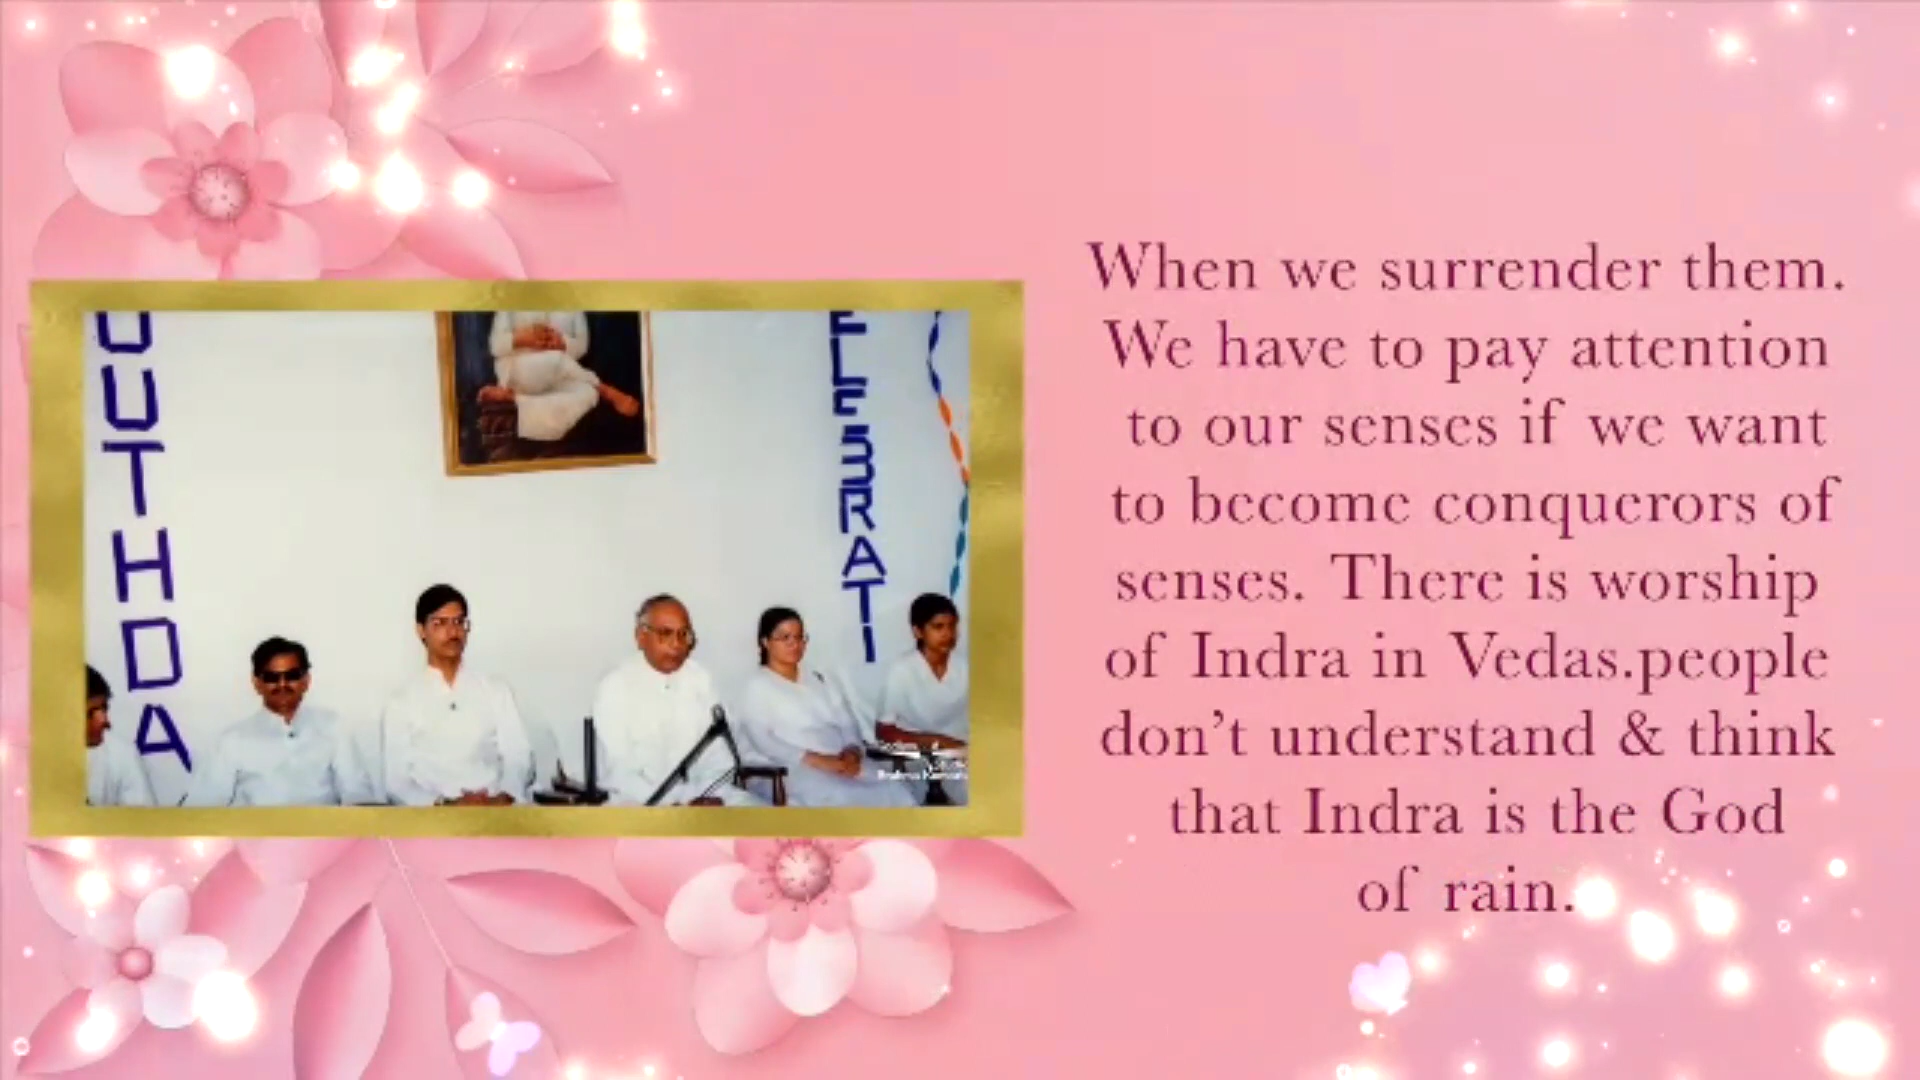 UTHDA
ELEBRATI
When we surrender them.
We have to pay attention
to our senses if we want
to become conquerors of
senses. There is worship
of Indra in Vedas.people
don't understand & think
that Indra is the God
of rain.